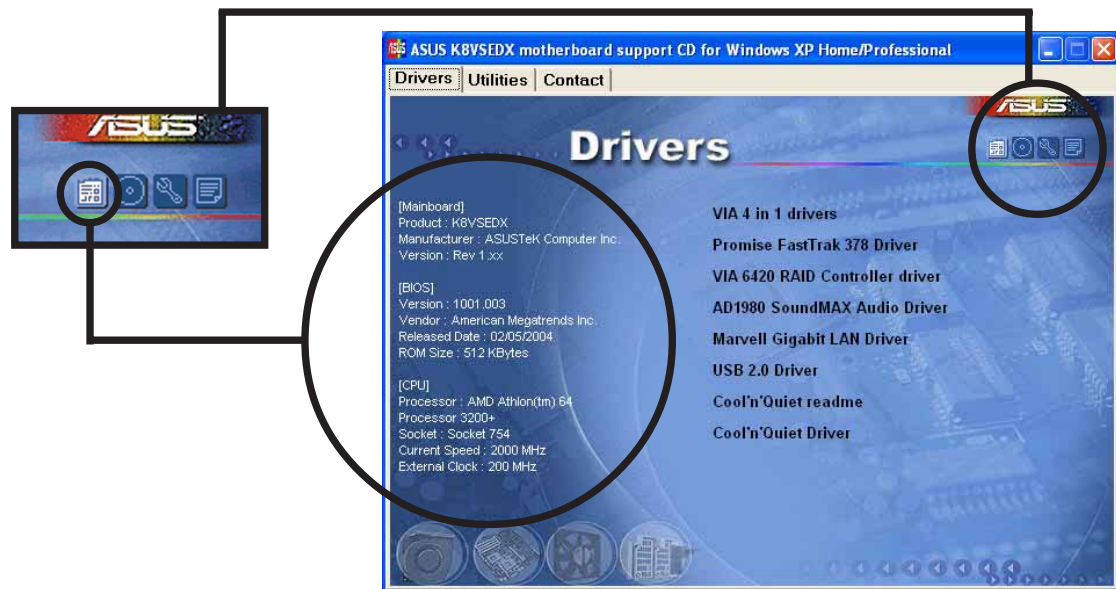 ASUS K8VSEDX motherboard support CD for Windows XP Home/Professional
Drivers Utilities Contact
ASUS
ASUS
Drivers
[Mainboard]
Product : K8VSEDX
Manufacturer : ASUSTeK Computer Inc.
Version : Rev 1.xx
[BIOS]
Version : 1001.003
Vendor : American Megatrends Inc.
Released Date : 02/05/2004
ROM Size : 512 KBytes
[CPU]
Processor : AMD Athlon(tm) 64
Processor 3200+
Socket : Socket 754
Current Speed : 2000 MHz
External Clock : 200 MHz
VIA 4 in 1 drivers
Promise FastTrak 378 Driver
VIA 6420 RAID Controller driver
AD1980 SoundMAX Audio Driver
Marvell Gigabit LAN Driver
USB 2.0 Driver
Cool'n'Quiet readme
Cool'n'Quiet Driver